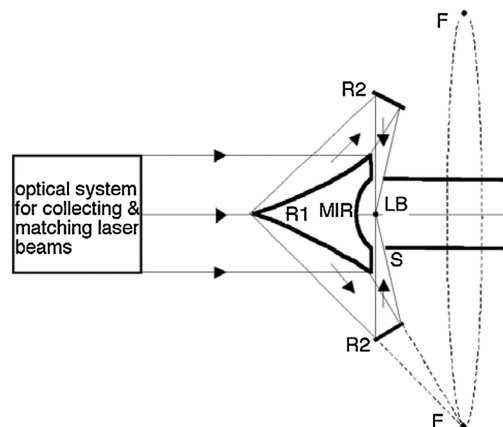 F
R2
optical system
for collecting &
matching laser
beams
R1 MIR LB
S
R2
F